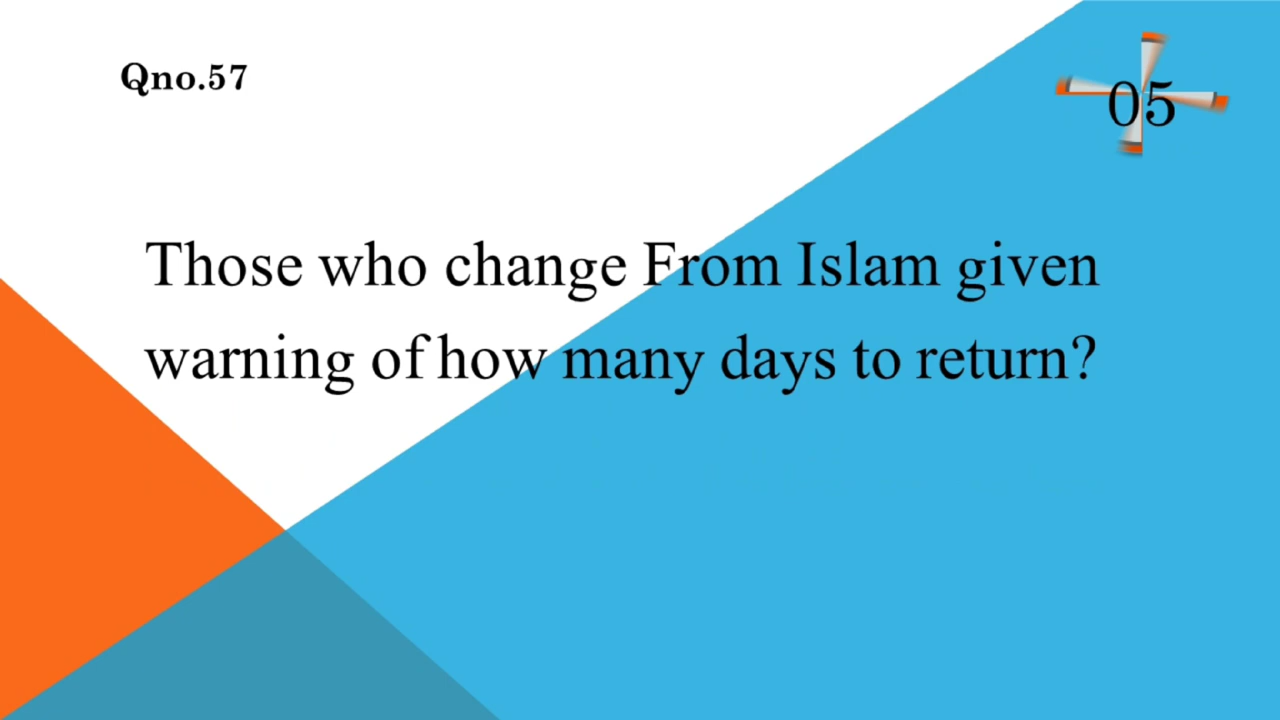 Qno.57
05
Those who change From Islam given
warning of how many days to return?